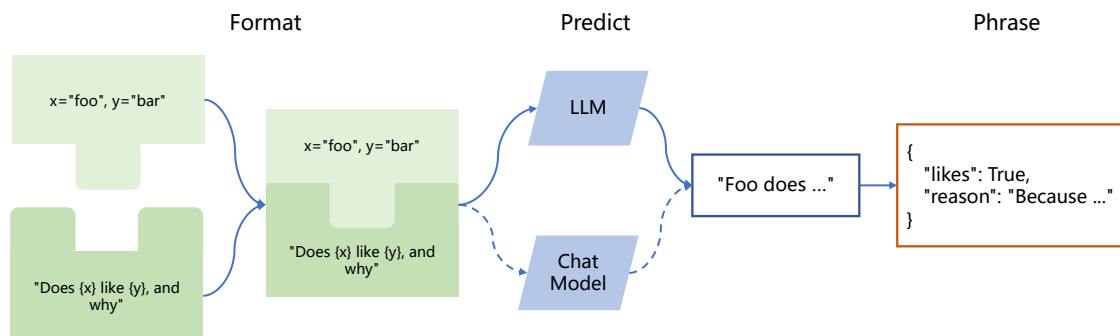 Format
Predict
Phrase
x="foo", y="bar"
"Does {x} like {y}, and
why"
x="foo", y="bar"
"Does {x} like {y}, and
why"
LLM
Chat
Model
"Foo does ..."
{
"likes": True,
"reason": "Because ..."
}